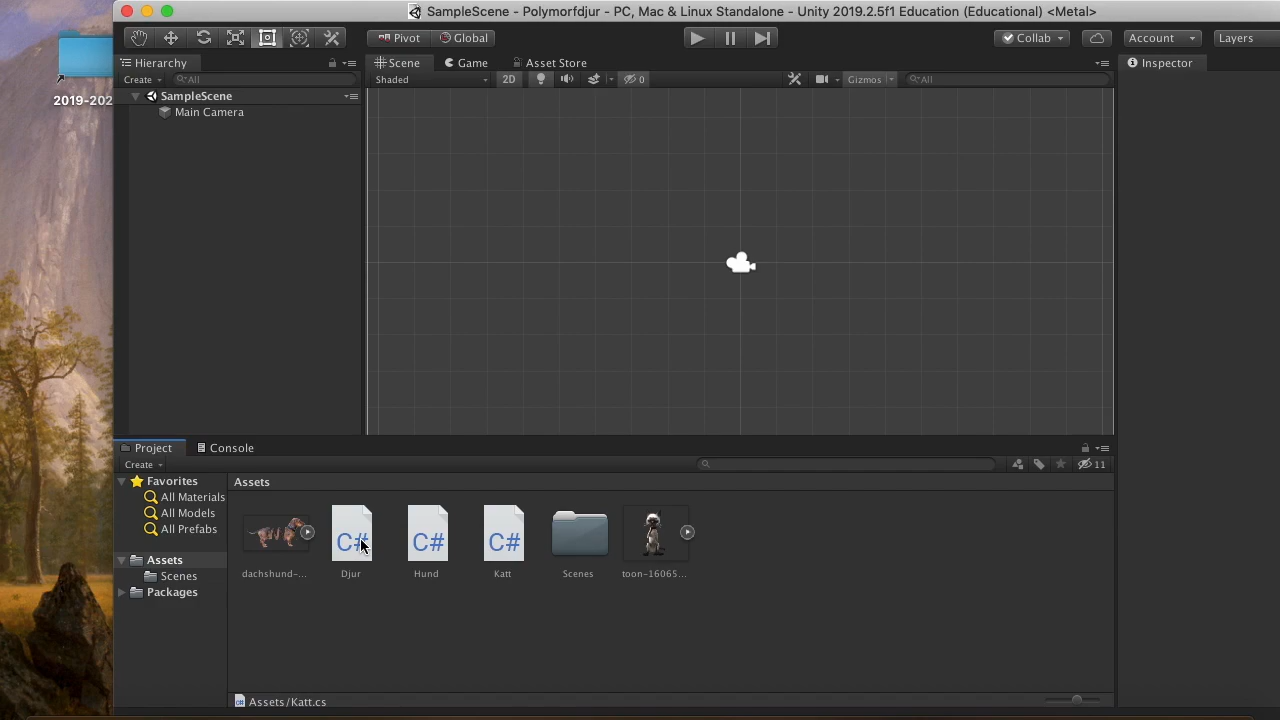 SampleScene - Polymorfdjur - PC, Mac & Linux Standalone - Unity 2019.2.5f1 Education (Educational) <Metal>
Pivot Global Collab Account Layers
2019-202
Hierarchy
Create All
SampleScene
Main Camera
Scene Game Asset Store
Shaded 2D 0 Gizmos All
Inspector
Project Console
Create 11
Favorites
All Materials
All Models
All Prefabs
Assets
Scenes
Packages
Assets
C# C# C#
dachshund-... Djur Hund Katt Scenes toon-16065...
Assets/Katt.cs